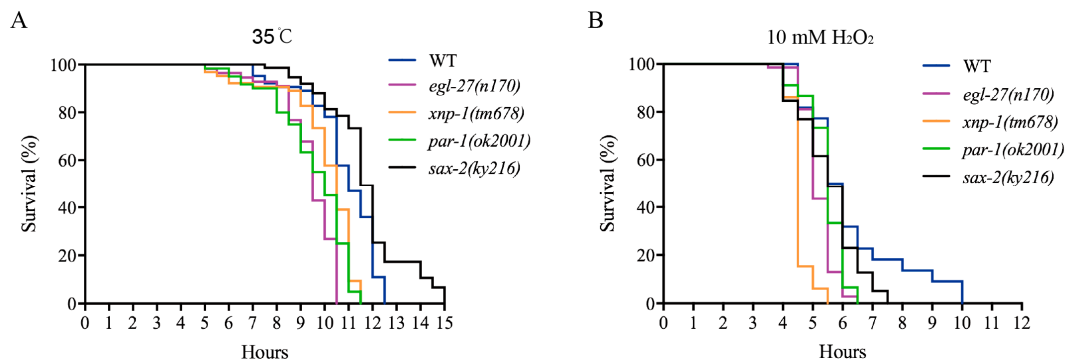 A
35℃
Survival (%)
100
80
60
40
20
0
0 1 2 3 4 5 6 7 8 9 10 11 12 13 14 15
Hours
WT
egl-27(n170)
xnp-1(tm678)
par-1(ok2001)
sax-2(ky216)
B
10 mM H₂O₂
Survival (%)
100
80
60
40
20
0
0 1 2 3 4 5 6 7 8 9 10 11 12
Hours
WT
egl-27(n170)
xnp-1(tm678)
par-1(ok2001)
sax-2(ky216)